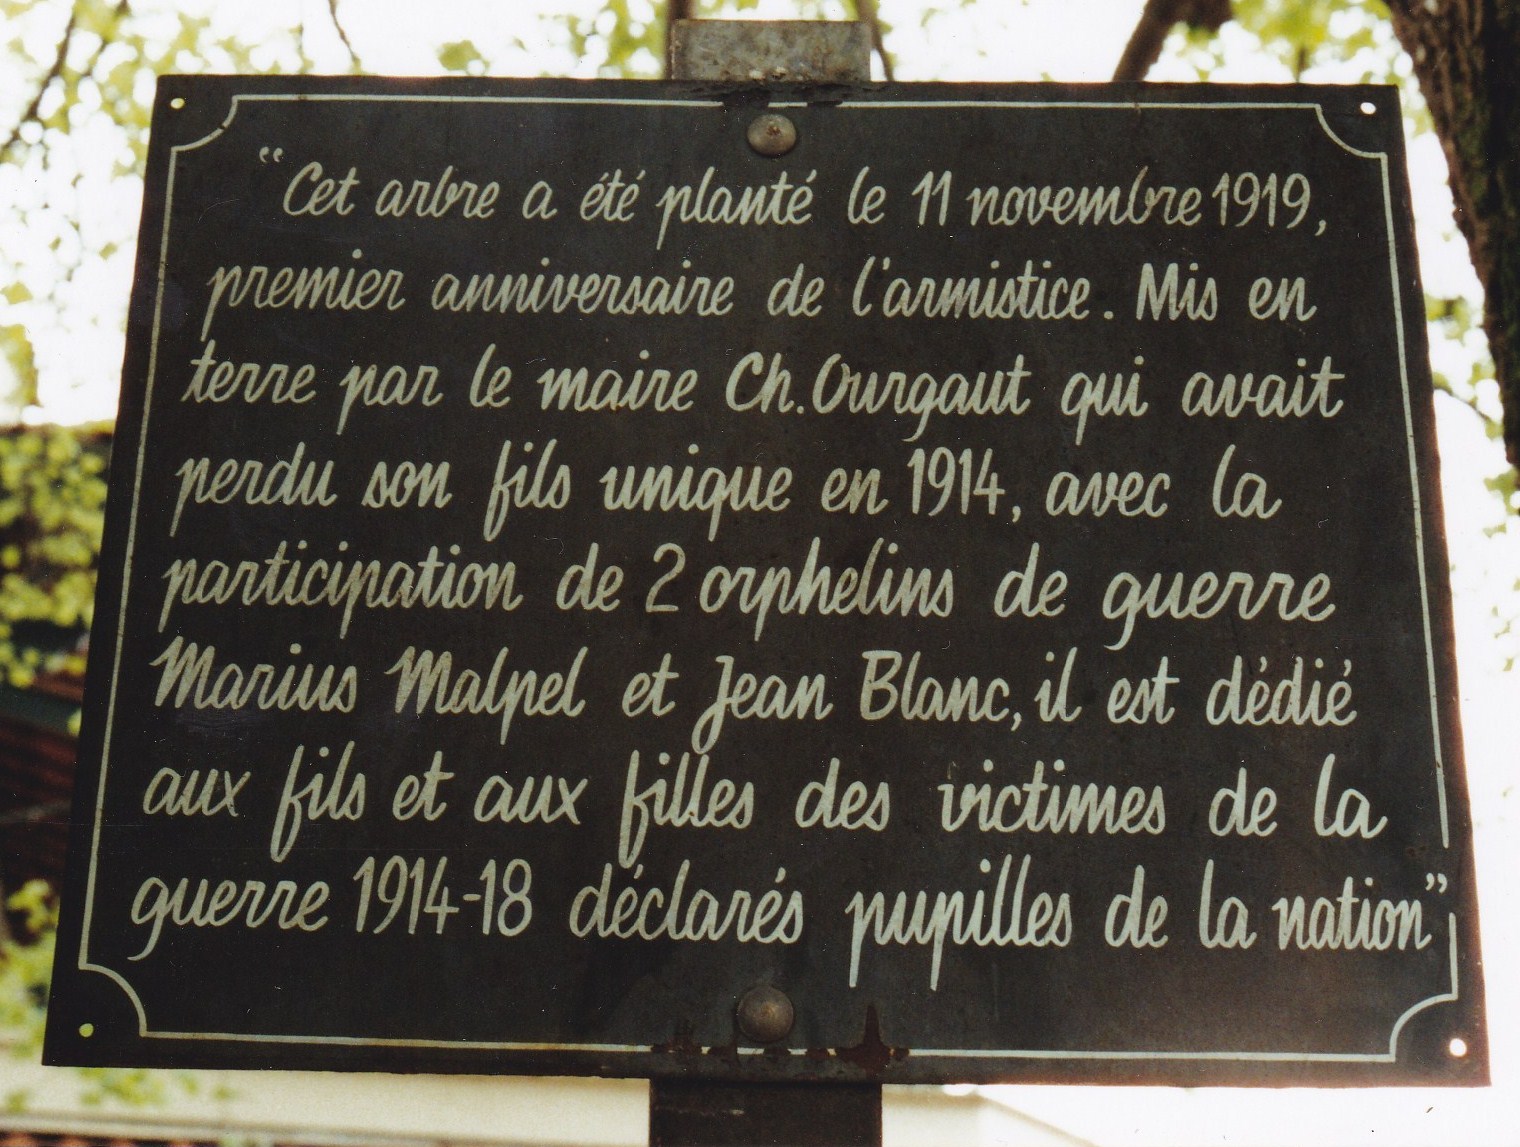 “Cet arbre a été planté le 11 novembre 1919,
premier anniversaire de l'armistice. Mis en
terre par le maire Ch. Ourgaut qui avait
perdu son fils unique en 1914, avec la
participation de 2 orphelins de guerre
Marius Malpel et Jean Blanc, il est dédié
aux fils et aux filles des victimes de la
guerre 1914-18 déclarés pupilles de la nation”